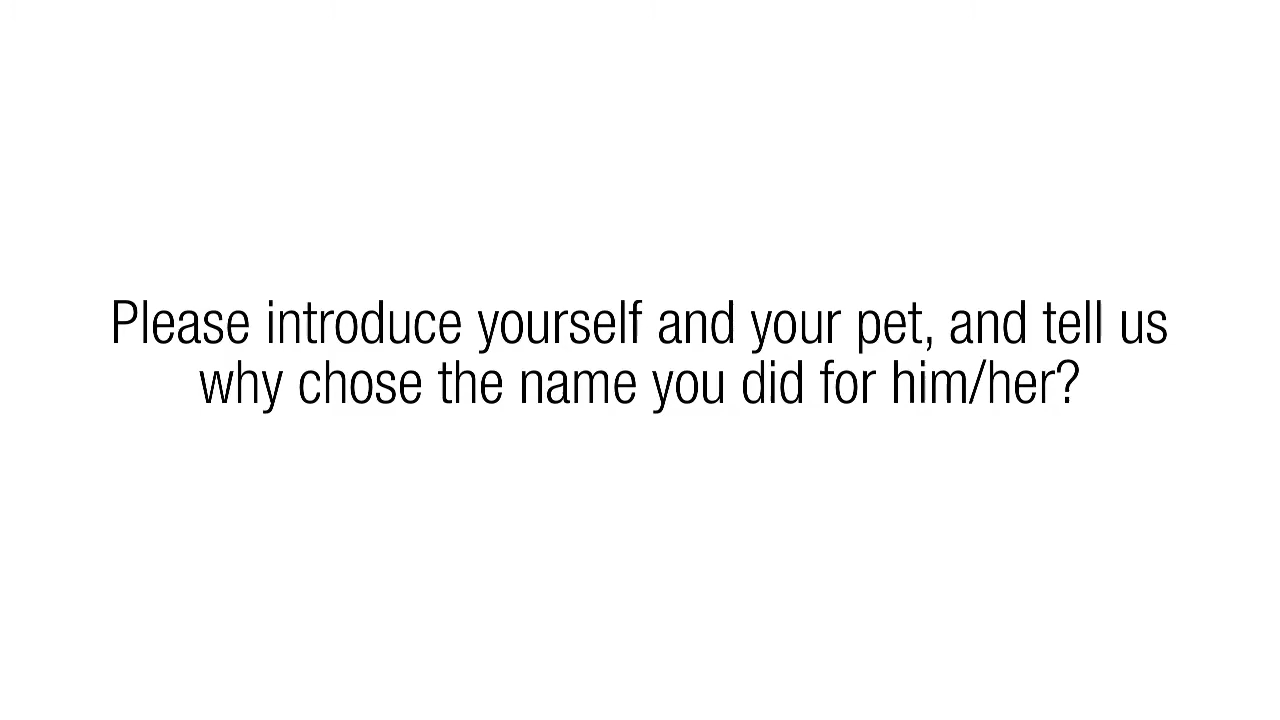 Please introduce yourself and your pet, and tell us
why chose the name you did for him/her?